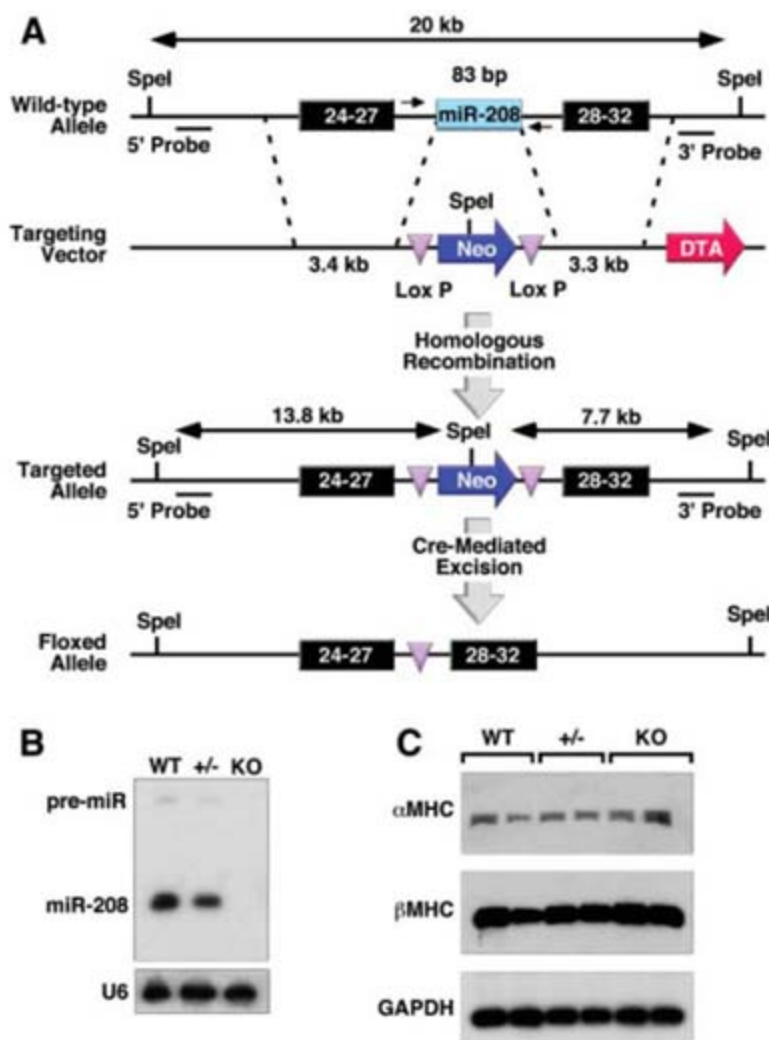 A
20 kb
SpeI 83 bp SpeI
Wild-type Allele
24-27 miR-208 28-32
5' Probe 3' Probe
SpeI
Targeting Vector
Neo DTA
3.4 kb 3.3 kb
Lox P Lox P
Homologous
Recombination
13.8 kb 7.7 kb
SpeI SpeI SpeI
Targeted Allele
24-27 Neo 28-32
5' Probe 3' Probe
Cre-Mediated
Excision
SpeI SpeI
Floxed Allele
24-27 28-32
B
WT +/- KO
pre-miR
miR-208
U6
C
WT +/- KO
αMHC
βMHC
GAPDH